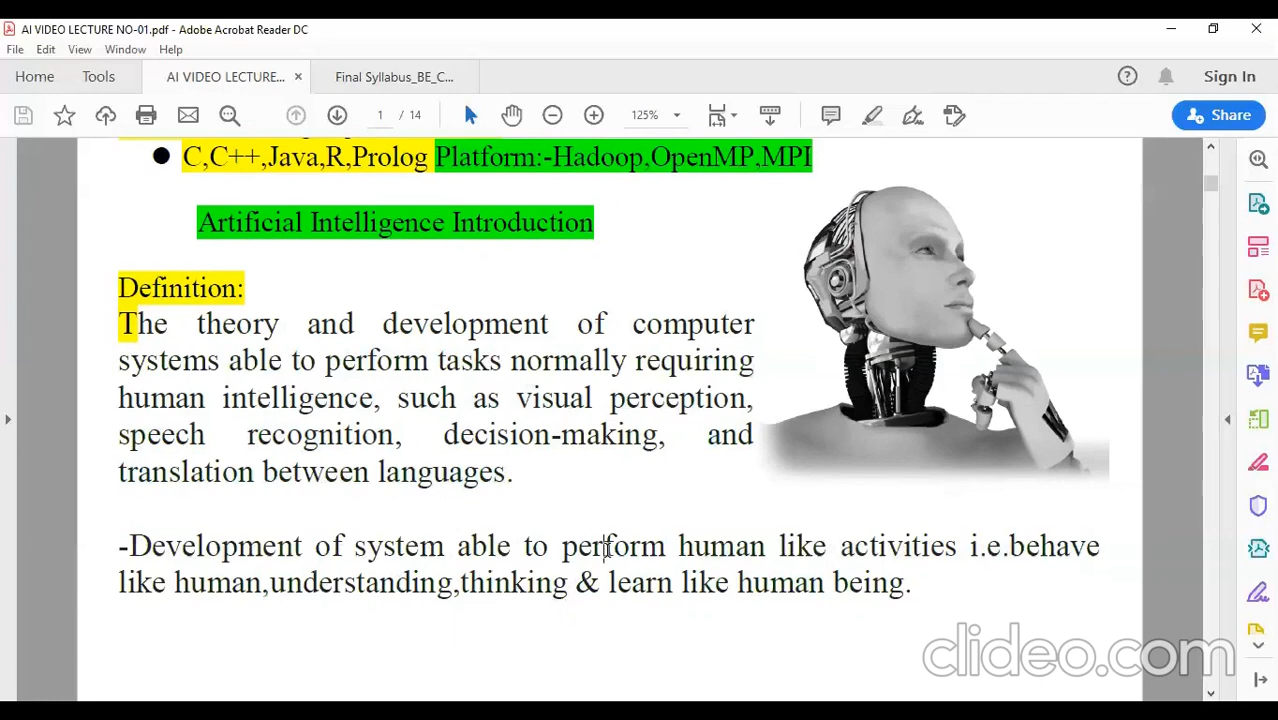 AI VIDEO LECTURE NO-01.pdf - Adobe Acrobat Reader DC
File Edit View Window Help
Home Tools AI VIDEO LECTURE... × Final Syllabus_BE_C... Sign In
1 / 14 125% Share
● C,C++,Java,R,Prolog Platform:-Hadoop,OpenMP,MPI
Artificial Intelligence Introduction
Definition:
The theory and development of computer
systems able to perform tasks normally requiring
human intelligence, such as visual perception,
speech recognition, decision-making, and
translation between languages.
-Development of system able to perform human like activities i.e.behave
like human,understanding,thinking & learn like human being.
clideo.com